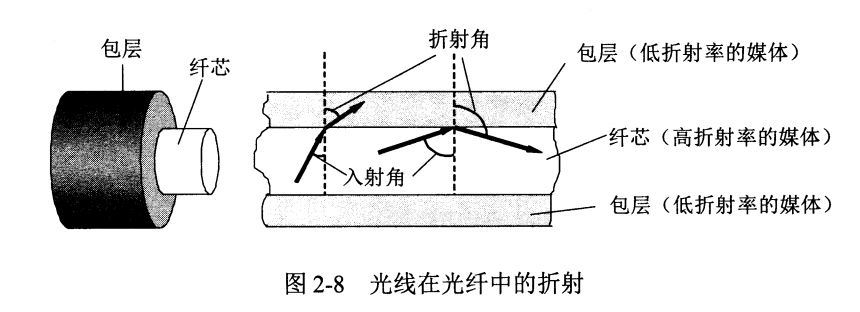 包层
纤芯
折射角
包层（低折射率的媒体）
纤芯（高折射率的媒体）
入射角
包层（低折射率的媒体）
图 2-8 光线在光纤中的折射